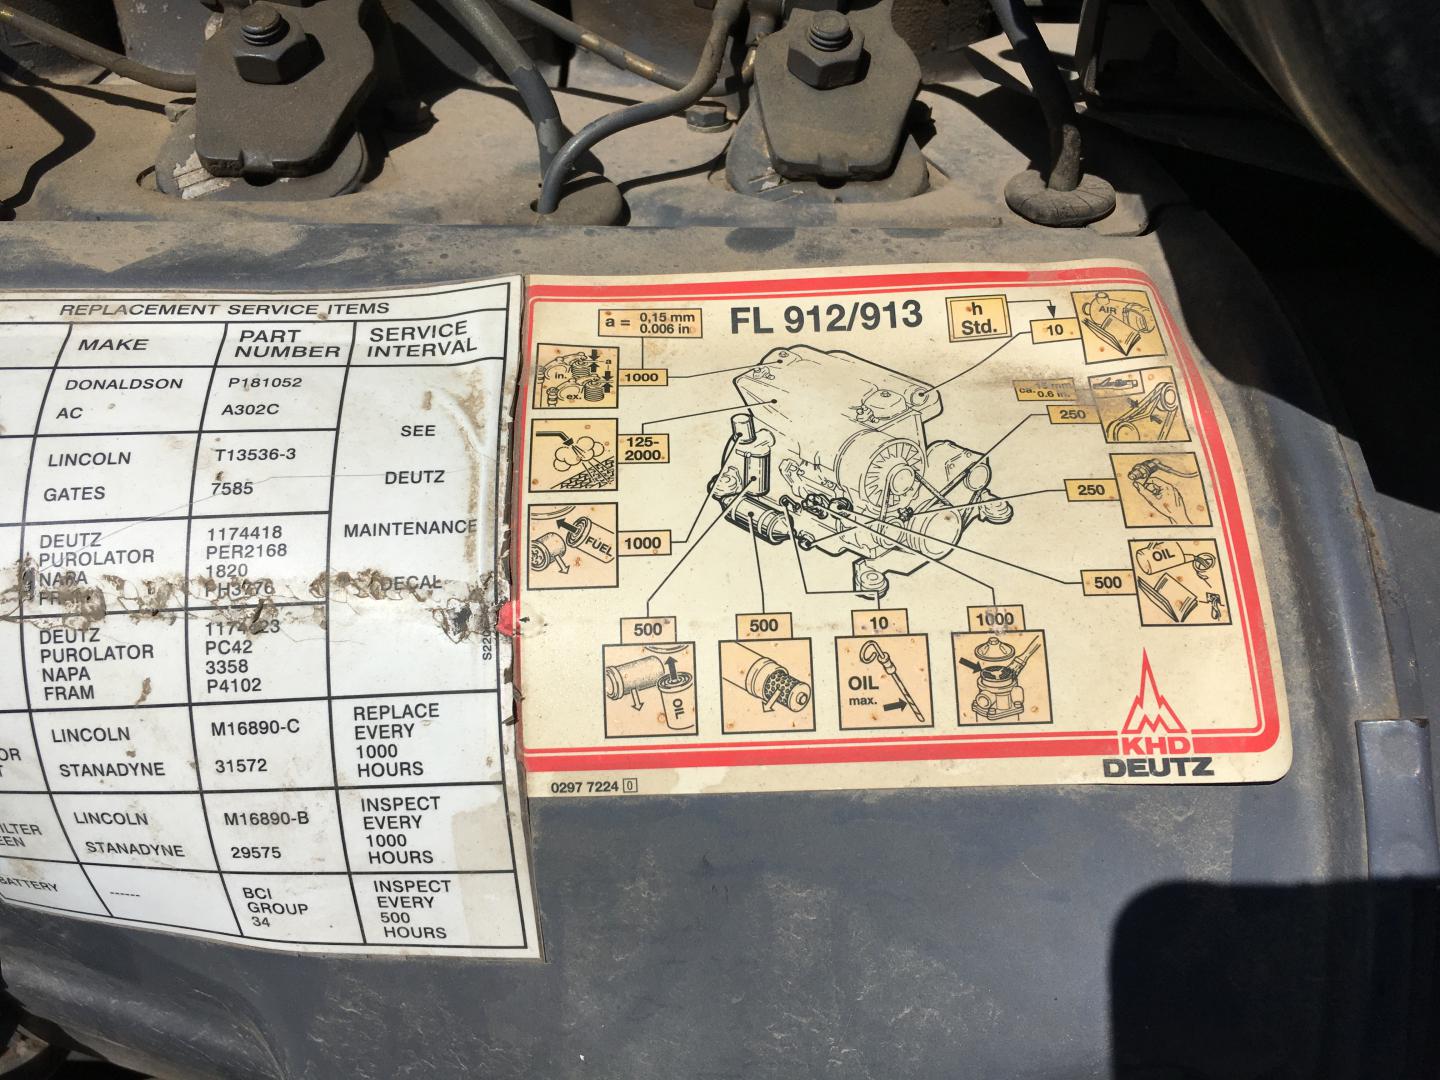 REPLACEMENT SERVICE ITEMS
MAKE
PART NUMBER
SERVICE INTERVAL
DONALDSON P181052
AC A302C
LINCOLN T13536-3
GATES 7585
SEE
DEUTZ
MAINTENANCE
DECAL
DEUTZ 1174418
PUROLATOR PER2168
NAPA 1820
DEUTZ
PUROLATOR PC42
NAPA 3358
FRAM P4102
LINCOLN M16890-C
STANADYNE 31572
REPLACE
EVERY
1000
HOURS
LINCOLN M16890-B
STANADYNE 29575
INSPECT
EVERY
1000
HOURS
BATTERY ------
BCI
GROUP
34
INSPECT
EVERY
500
HOURS
a = 0,15 mm
0.006 in
FL 912/913
h
Std.
10
AIR
in.
ex.
a
1000
ca.
0.6 in.
250
125-
2000
250
FUEL
1000
OIL
500
500
500
10
1000
OIL
OIL
max.
KHD
DEUTZ
0297 7224 0